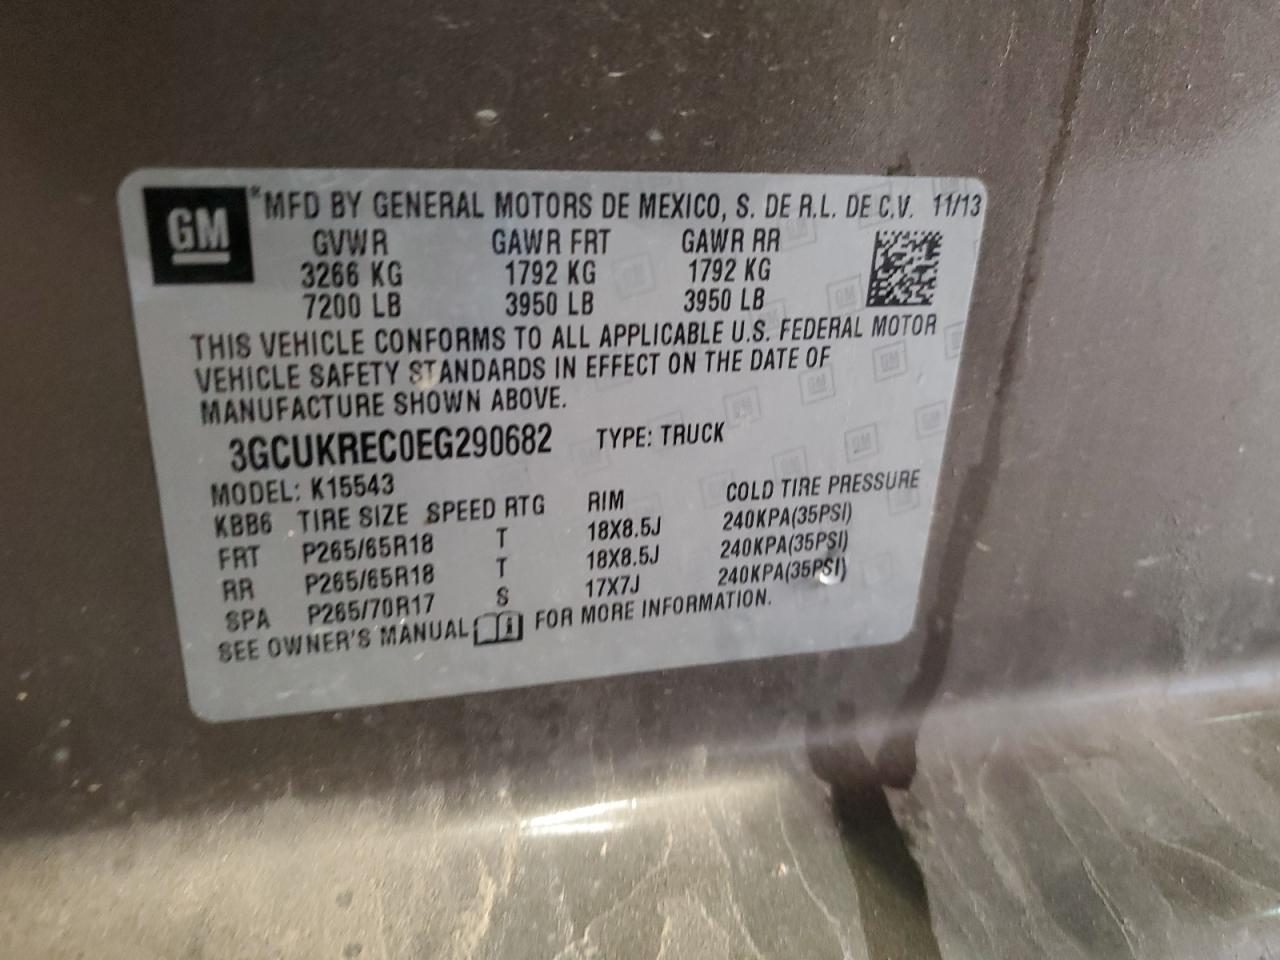 GM
*MFD BY GENERAL MOTORS DE MEXICO, S. DE R.L. DE C.V. 11/13
GVWR GAWR FRT GAWR RR
3266 KG 1792 KG 1792 KG
7200 LB 3950 LB 3950 LB
THIS VEHICLE CONFORMS TO ALL APPLICABLE U.S. FEDERAL MOTOR
VEHICLE SAFETY STANDARDS IN EFFECT ON THE DATE OF
MANUFACTURE SHOWN ABOVE.
3GCUKREC0EG290682 TYPE: TRUCK
MODEL: K15543
KBB6 TIRE SIZE SPEED RTG RIM COLD TIRE PRESSURE
FRT P265/65R18 T 18X8.5J 240KPA(35PSI)
RR P265/65R18 T 18X8.5J 240KPA(35PSI)
SPA P265/70R17 S 17X7J 240KPA(35PSI)
SEE OWNER'S MANUAL FOR MORE INFORMATION.